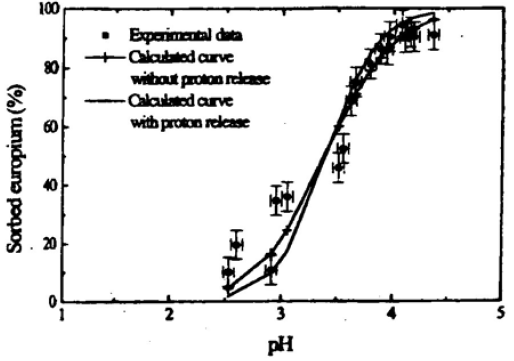 100
80
60
40
20
0
Sorbed europium (%)
Experimental data
Calculated curve
without proton release
Calculated curve
with proton release
1 2 3 4 5
pH